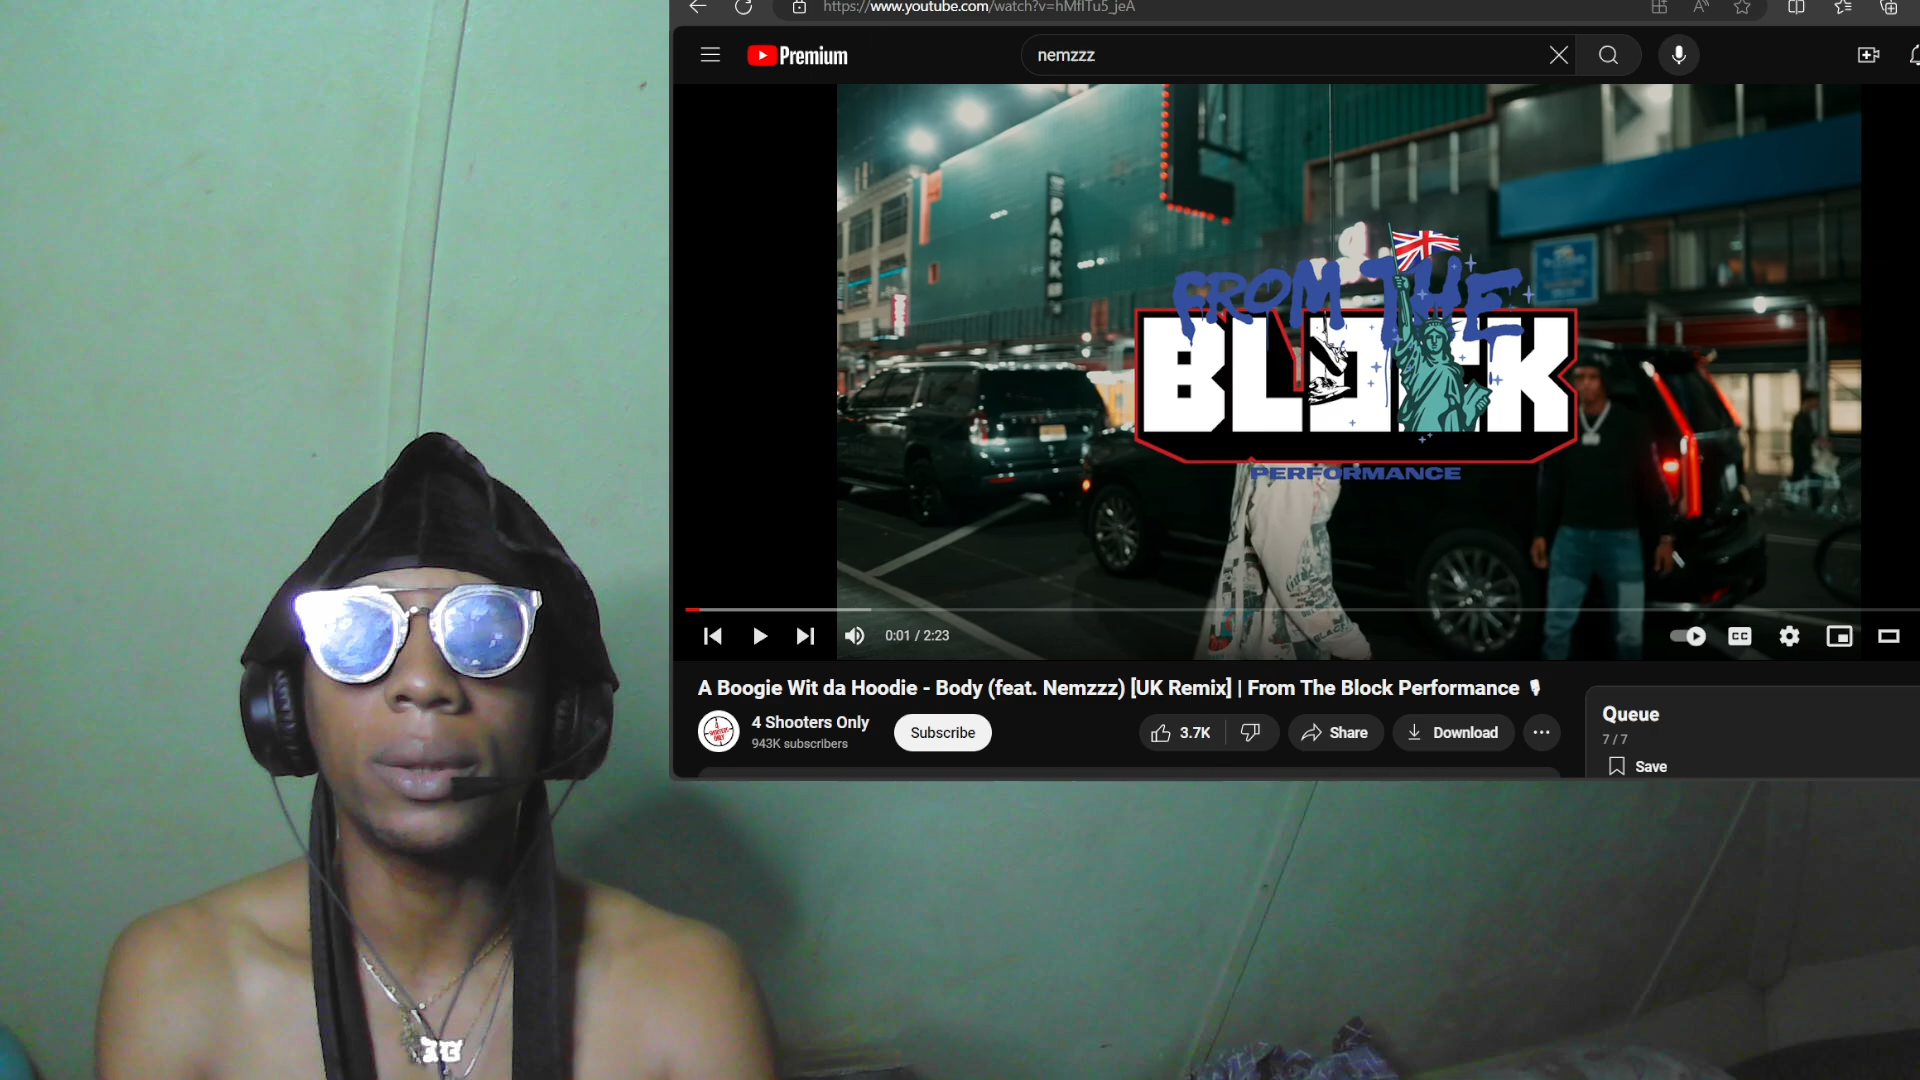 https://www.youtube.com/watch?v=hMflTu5_jeA
Premium
nemzzz
PARK
FROM THE
BLOCK
PERFORMANCE
0:01 / 2:23
CC
A Boogie Wit da Hoodie - Body (feat. Nemzzz) [UK Remix] | From The Block Performance
4 Shooters Only
943K subscribers
Subscribe
3.7K
Share
Download
Queue
7 / 7
Save